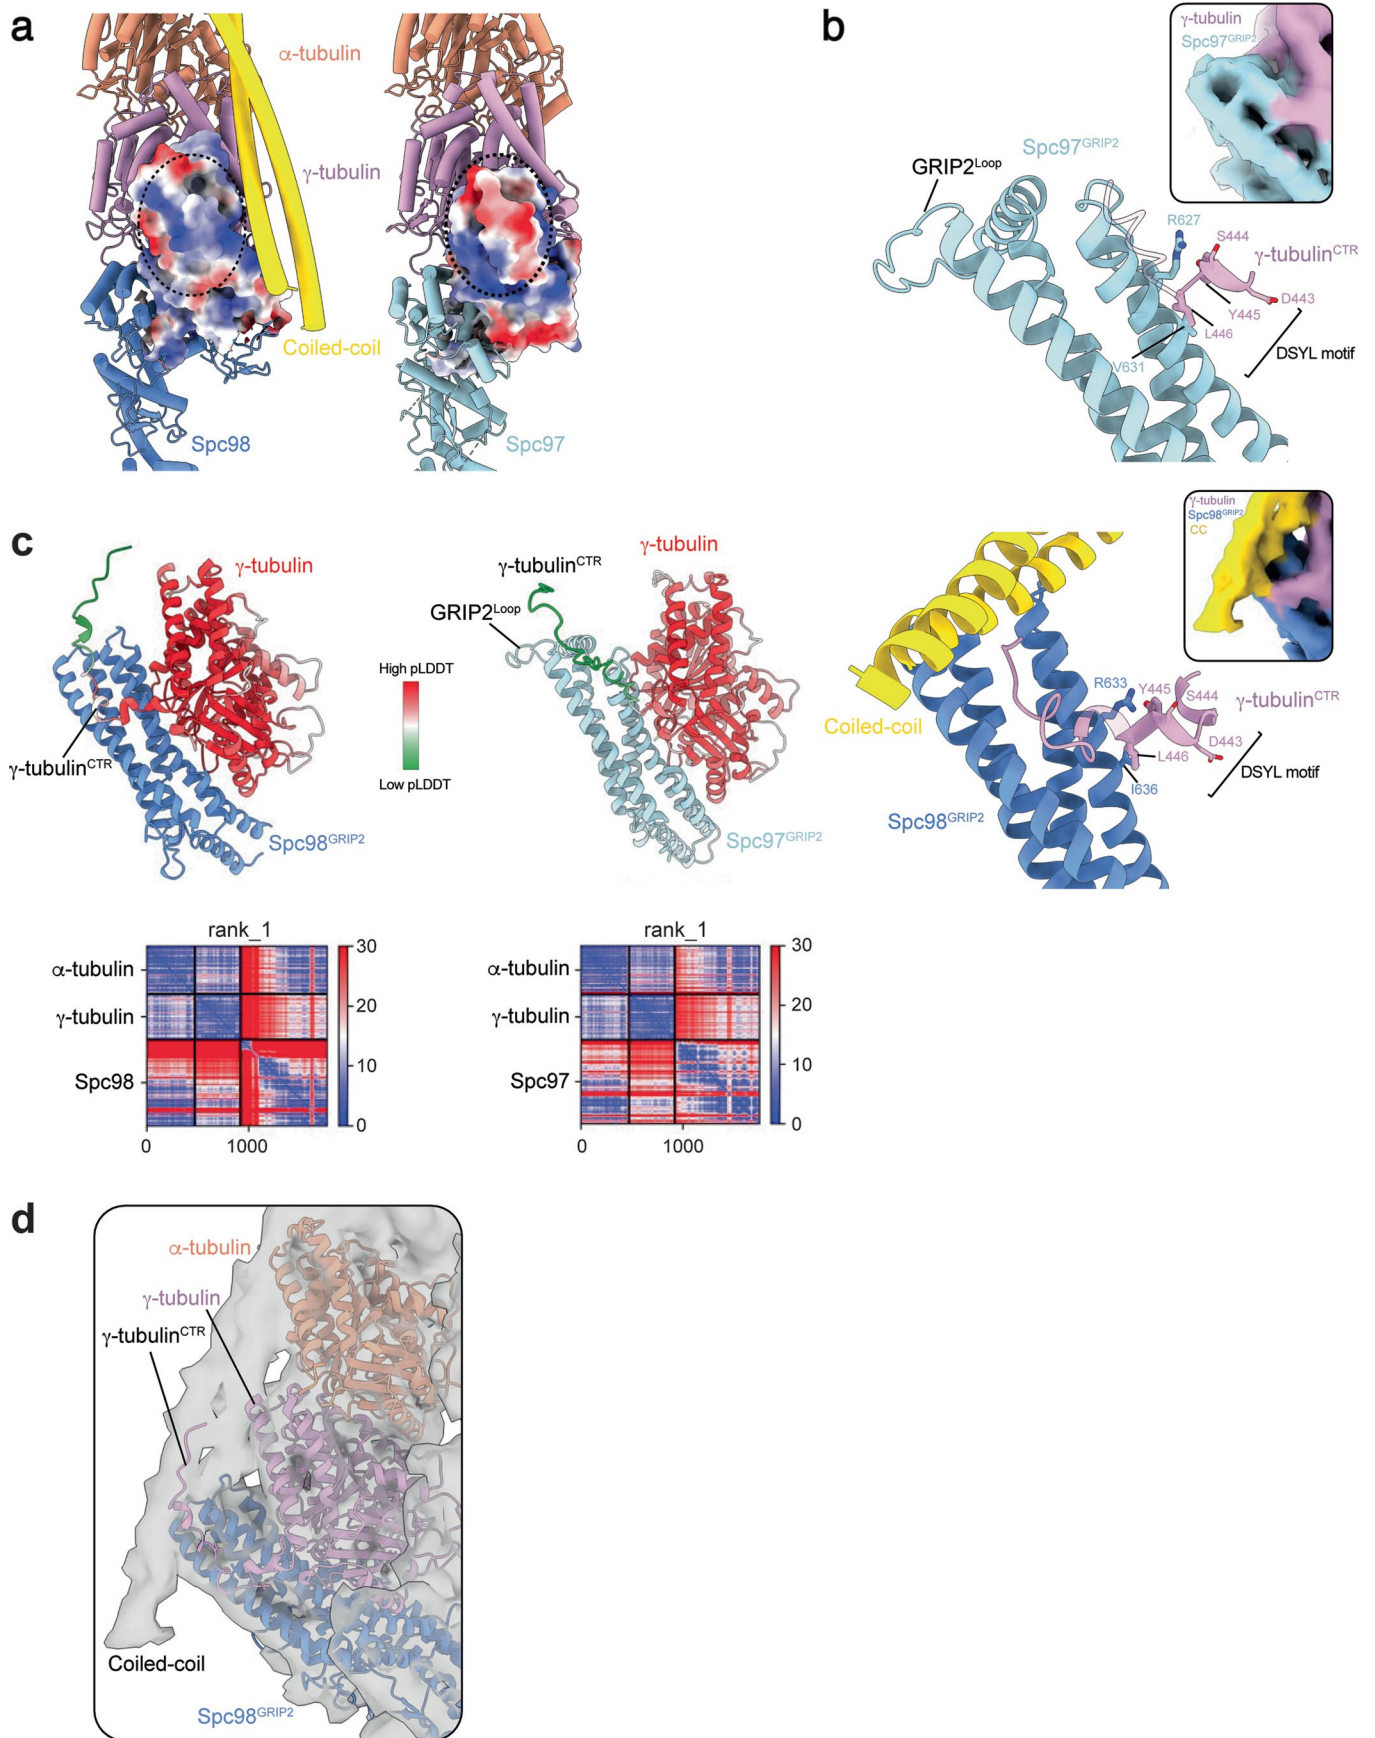 a
α-tubulin
γ-tubulin
Coiled-coil
Spc98
Spc97
b
γ-tubulin
Spc97GRIP2
Spc97GRIP2
GRIP2Loop
R627
S444
γ-tubulinCTR
D443
Y445
L446
DSYL motif
V631
γ-tubulin
Spc98GRIP2
CC
R633
Y445
S444
γ-tubulinCTR
Coiled-coil
D443
L446
DSYL motif
I636
Spc98GRIP2
c
γ-tubulin
γ-tubulinCTR
Spc98GRIP2
High pLDDT
Low pLDDT
γ-tubulin
γ-tubulinCTR
GRIP2Loop
Spc97GRIP2
rank_1
α-tubulin
γ-tubulin
Spc98
30
20
10
0
0 1000
rank_1
α-tubulin
γ-tubulin
Spc97
30
20
10
0
0 1000
d
α-tubulin
γ-tubulin
γ-tubulinCTR
Coiled-coil
Spc98GRIP2